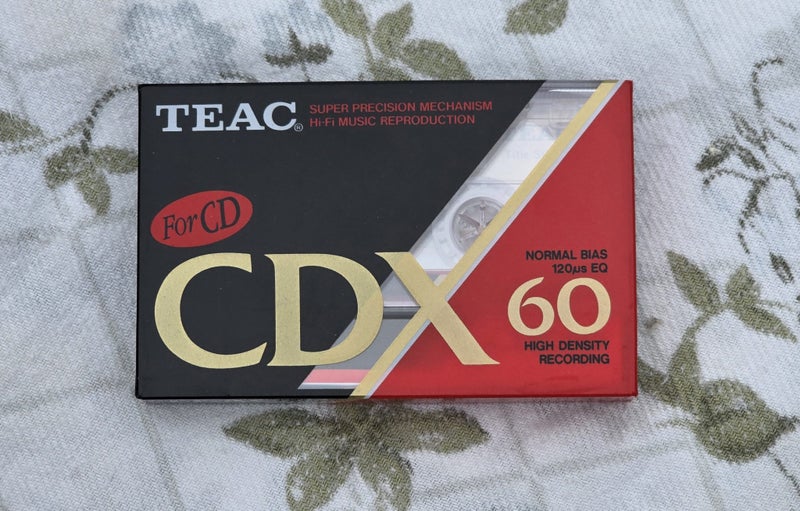 TEAC®
SUPER PRECISION MECHANISM
Hi-Fi MUSIC REPRODUCTION
For CD
CDX
NORMAL BIAS
120μs EQ
60
HIGH DENSITY
RECORDING